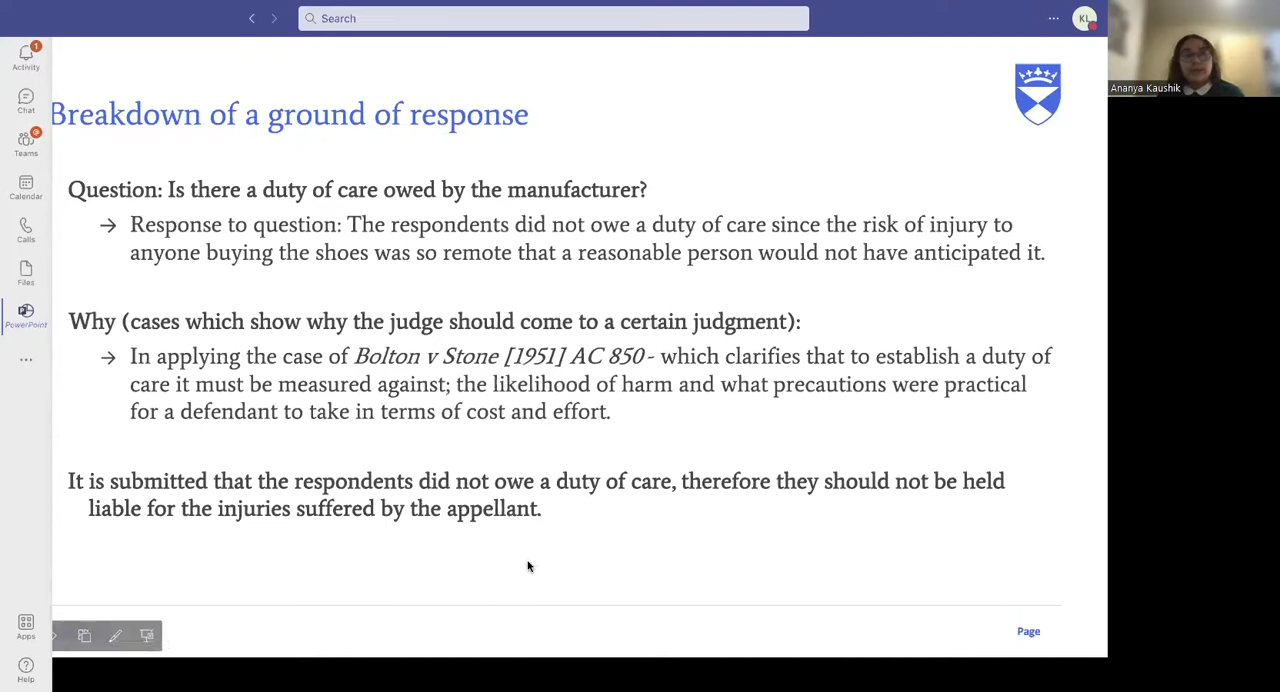 Search
KL
Activity
1
Chat
Teams
Calendar
Calls
Files
PowerPoint
Apps
Help
Ananya Kaushik
Breakdown of a ground of response
Question: Is there a duty of care owed by the manufacturer?
→ Response to question: The respondents did not owe a duty of care since the risk of injury to
anyone buying the shoes was so remote that a reasonable person would not have anticipated it.
Why (cases which show why the judge should come to a certain judgment):
→ In applying the case of Bolton v Stone [1951] AC 850- which clarifies that to establish a duty of
care it must be measured against; the likelihood of harm and what precautions were practical
for a defendant to take in terms of cost and effort.
It is submitted that the respondents did not owe a duty of care, therefore they should not be held
liable for the injuries suffered by the appellant.
Page